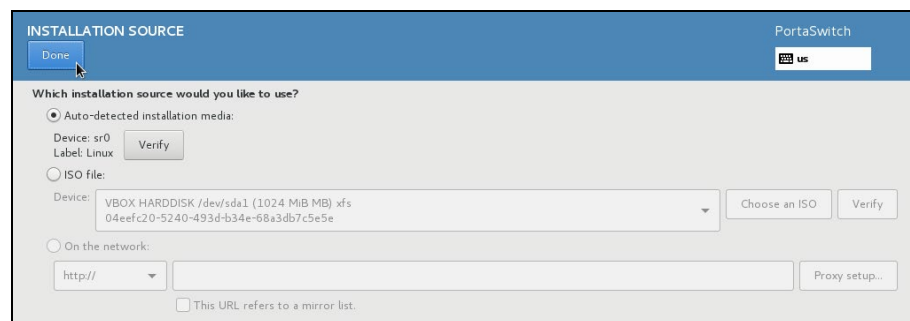 INSTALLATION SOURCE
PortaSwitch
Done
us
Which installation source would you like to use?
Auto-detected installation media:
Device: sr0
Label: Linux
Verify
ISO file:
Device:
VBOX HARDDISK /dev/sda1 (1024 MiB MB) xfs
04eefc20-5240-493d-b34e-68a3db7c5e5e
Choose an ISO
Verify
On the network:
http://
Proxy setup...
This URL refers to a mirror list.